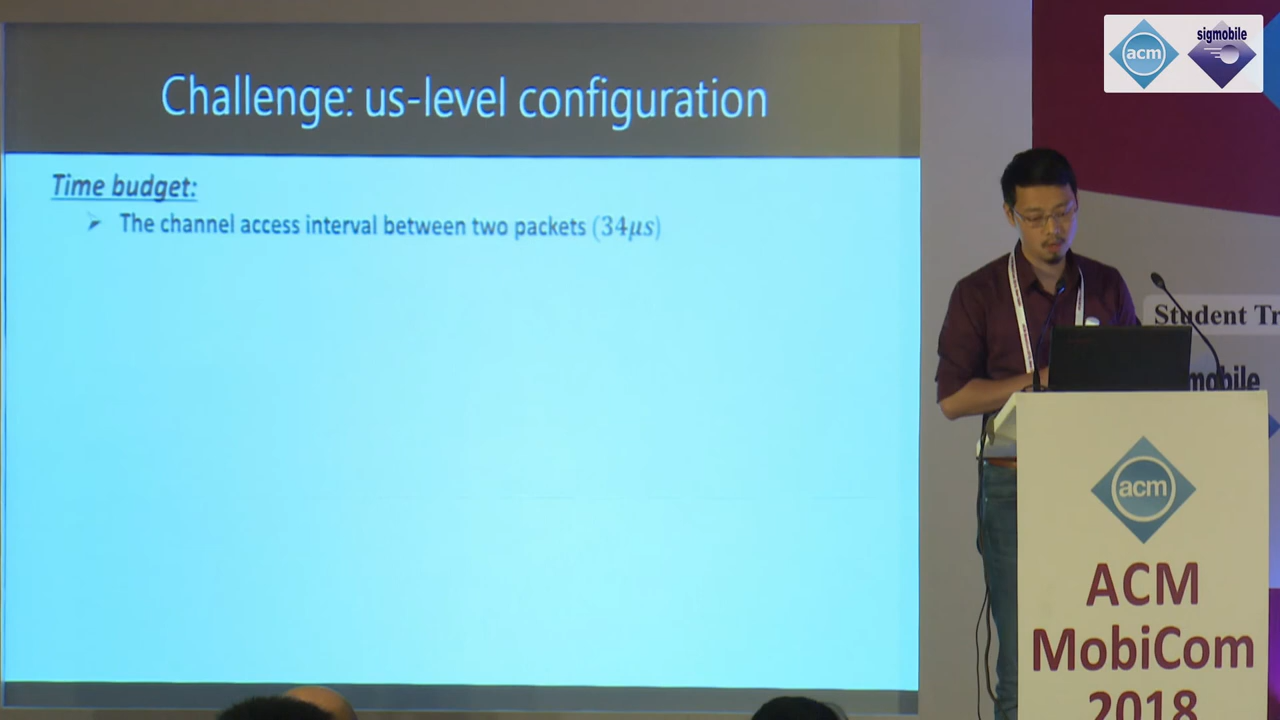 Challenge: us-level configuration
Time budget:
➤ The channel access interval between two packets (34μs)
acm
sigmobile
Student Tr
mobile
acm
ACM
MobiCom
2018